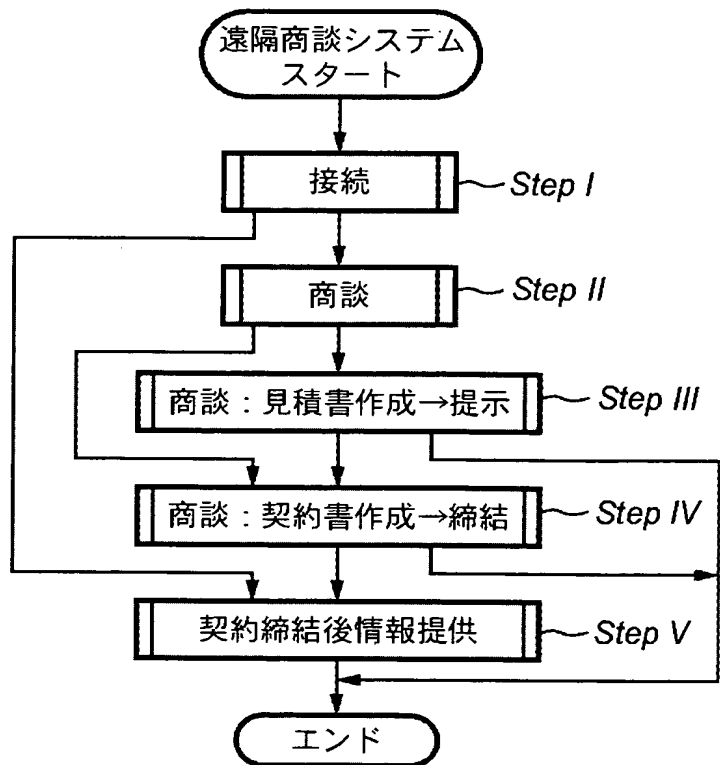 遠隔商談システム
スタート
接続
Step I
商談
Step II
商談：見積書作成→提示
Step III
商談：契約書作成→締結
Step IV
契約締結後情報提供
Step V
エンド